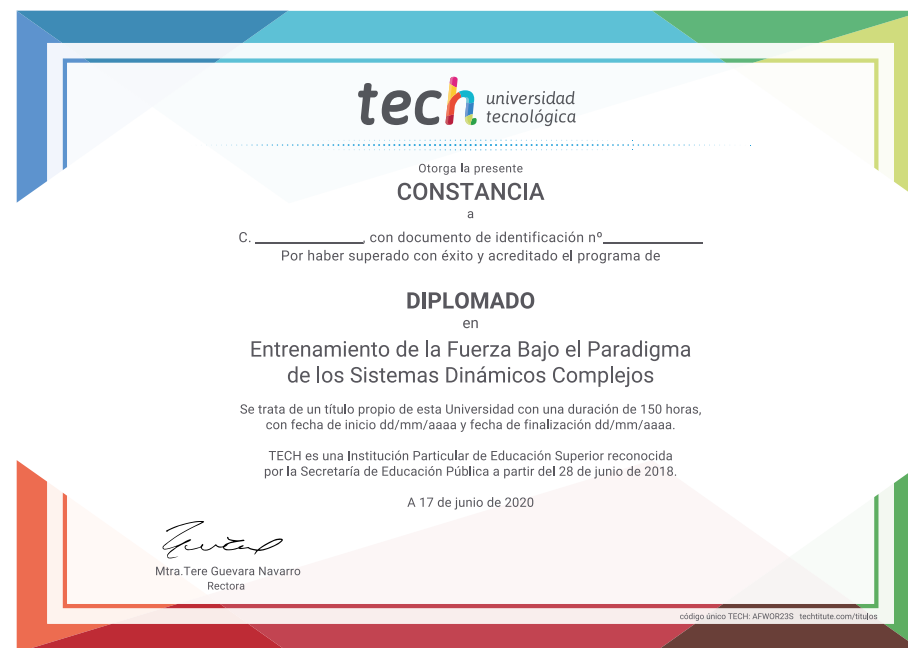 tech universidad
tecnológica
Otorga la presente
CONSTANCIA
a
C. ______________, con documento de identificación nº_____________
Por haber superado con éxito y acreditado el programa de
DIPLOMADO
en
Entrenamiento de la Fuerza Bajo el Paradigma
de los Sistemas Dinámicos Complejos
Se trata de un título propio de esta Universidad con una duración de 150 horas,
con fecha de inicio dd/mm/aaaa y fecha de finalización dd/mm/aaaa.
TECH es una Institución Particular de Educación Superior reconocida
por la Secretaría de Educación Pública a partir del 28 de junio de 2018.
A 17 de junio de 2020
Mtra.Tere Guevara Navarro
Rectora
código único TECH: AFWOR23S techtitute.com/titulos